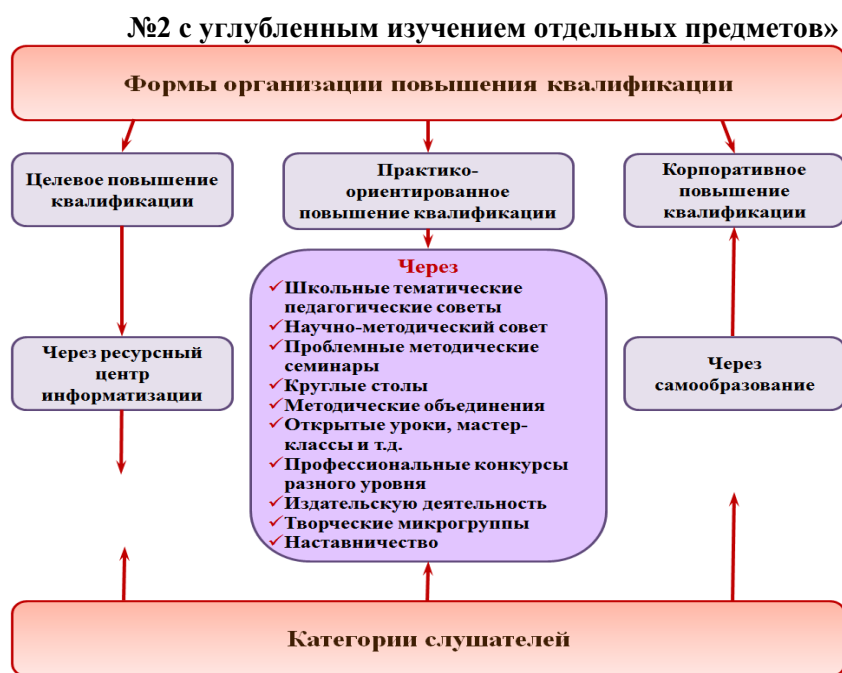 №2 с углубленным изучением отдельных предметов»
Формы организации повышения квалификации
Целевое повышение
квалификации
Практико-
ориентированное
повышение квалификации
Корпоративное
повышение
квалификации
Через
Школьные тематические
педагогические советы
Научно-методический совет
Проблемные методические
семинары
Круглые столы
Методические объединения
Открытые уроки, мастер-
классы и т.д.
Профессиональные конкурсы
разного уровня
Издательскую деятельность
Творческие микрогруппы
Наставничество
Через ресурсный
центр
информатизации
Через
самообразование
Категории слушателей